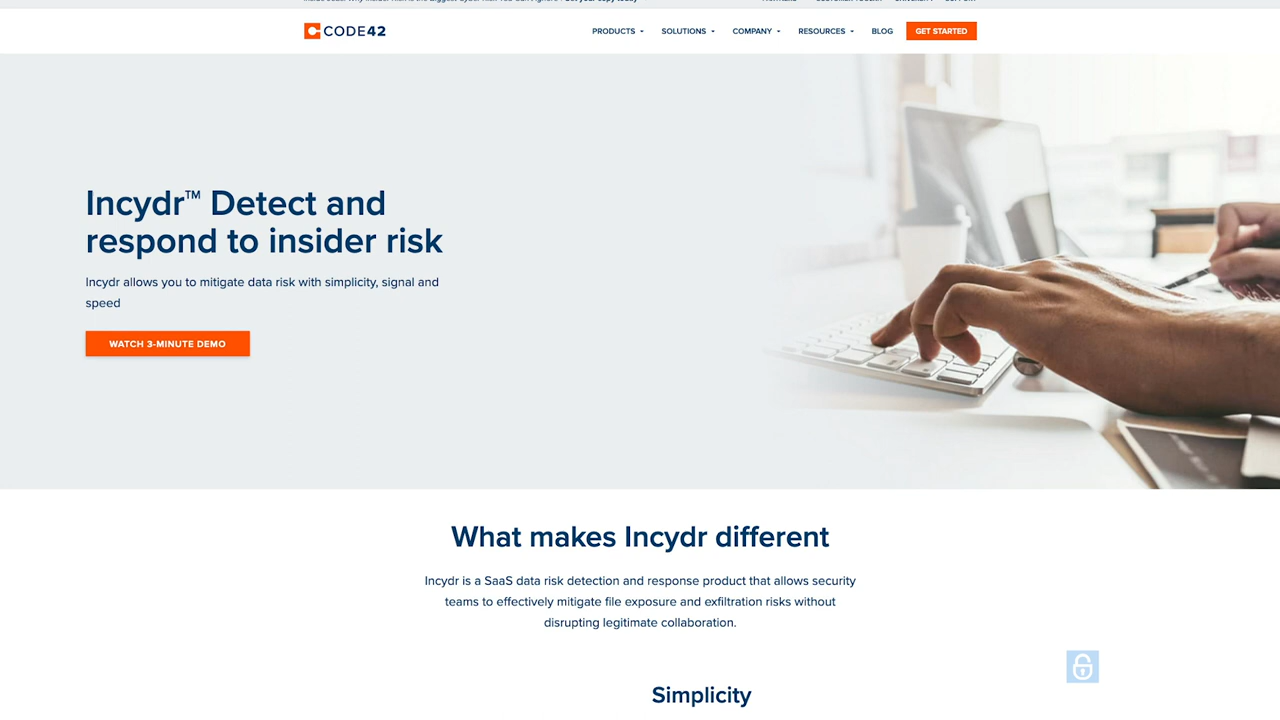 CODE42
PRODUCTS
SOLUTIONS
COMPANY
RESOURCES
BLOG
GET STARTED
Incydr™ Detect and
respond to insider risk
Incydr allows you to mitigate data risk with simplicity, signal and
speed
WATCH 3-MINUTE DEMO
What makes Incydr different
Incydr is a SaaS data risk detection and response product that allows security
teams to effectively mitigate file exposure and exfiltration risks without
disrupting legitimate collaboration.
Simplicity